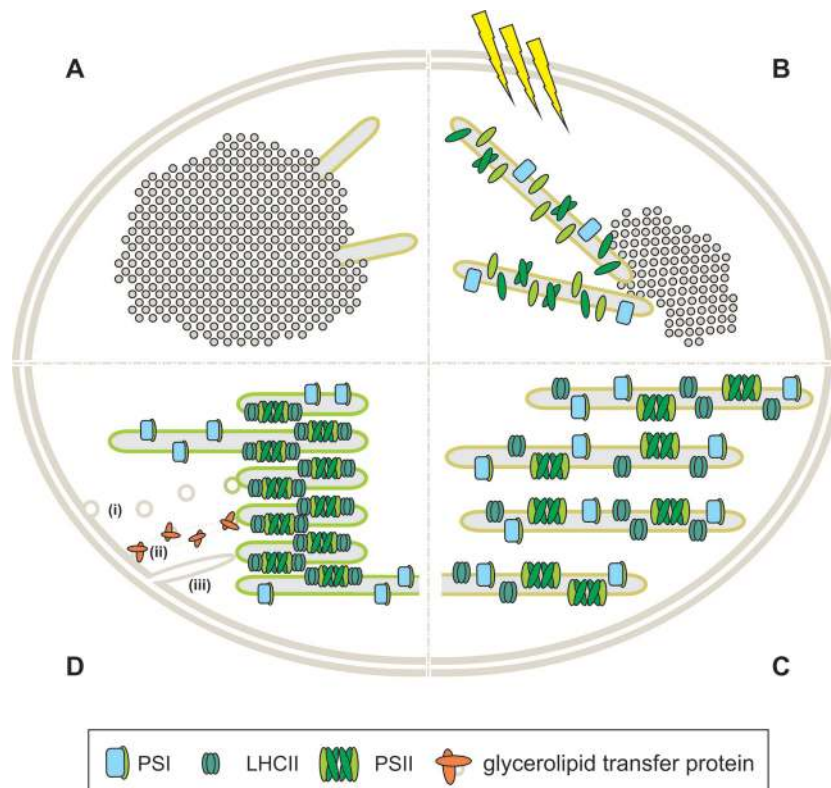 A
B
(i)
(ii)
(iii)
D
C
PSI
LHCII
PSII
glycerolipid transfer protein